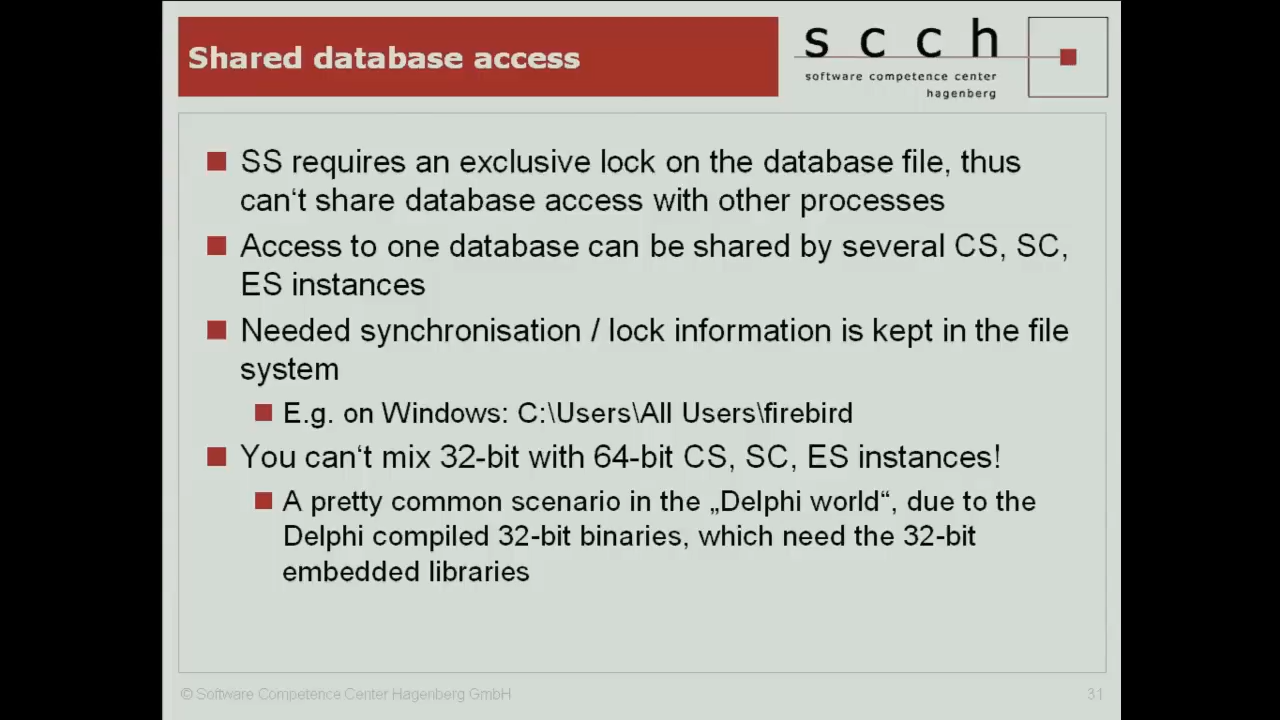 Shared database access
s c c h
software competence center
hagenberg
SS requires an exclusive lock on the database file, thus
can‘t share database access with other processes
Access to one database can be shared by several CS, SC,
ES instances
Needed synchronisation / lock information is kept in the file
system
E.g. on Windows: C:\Users\All Users\firebird
You can‘t mix 32-bit with 64-bit CS, SC, ES instances!
A pretty common scenario in the „Delphi world“, due to the
Delphi compiled 32-bit binaries, which need the 32-bit
embedded libraries
© Software Competence Center Hagenberg GmbH
31